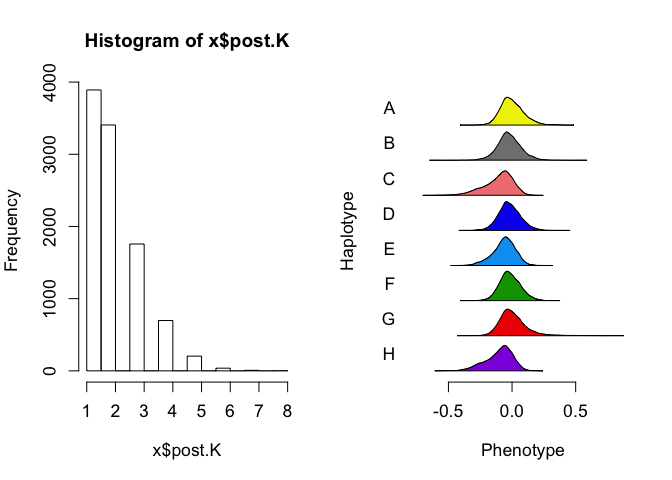 Histogram of x$post.K
Frequency
0
1000
2000
3000
4000
1 2 3 4 5 6 7 8
x$post.K
Haplotype
A
B
C
D
E
F
G
H
-0.5 0.0 0.5
Phenotype